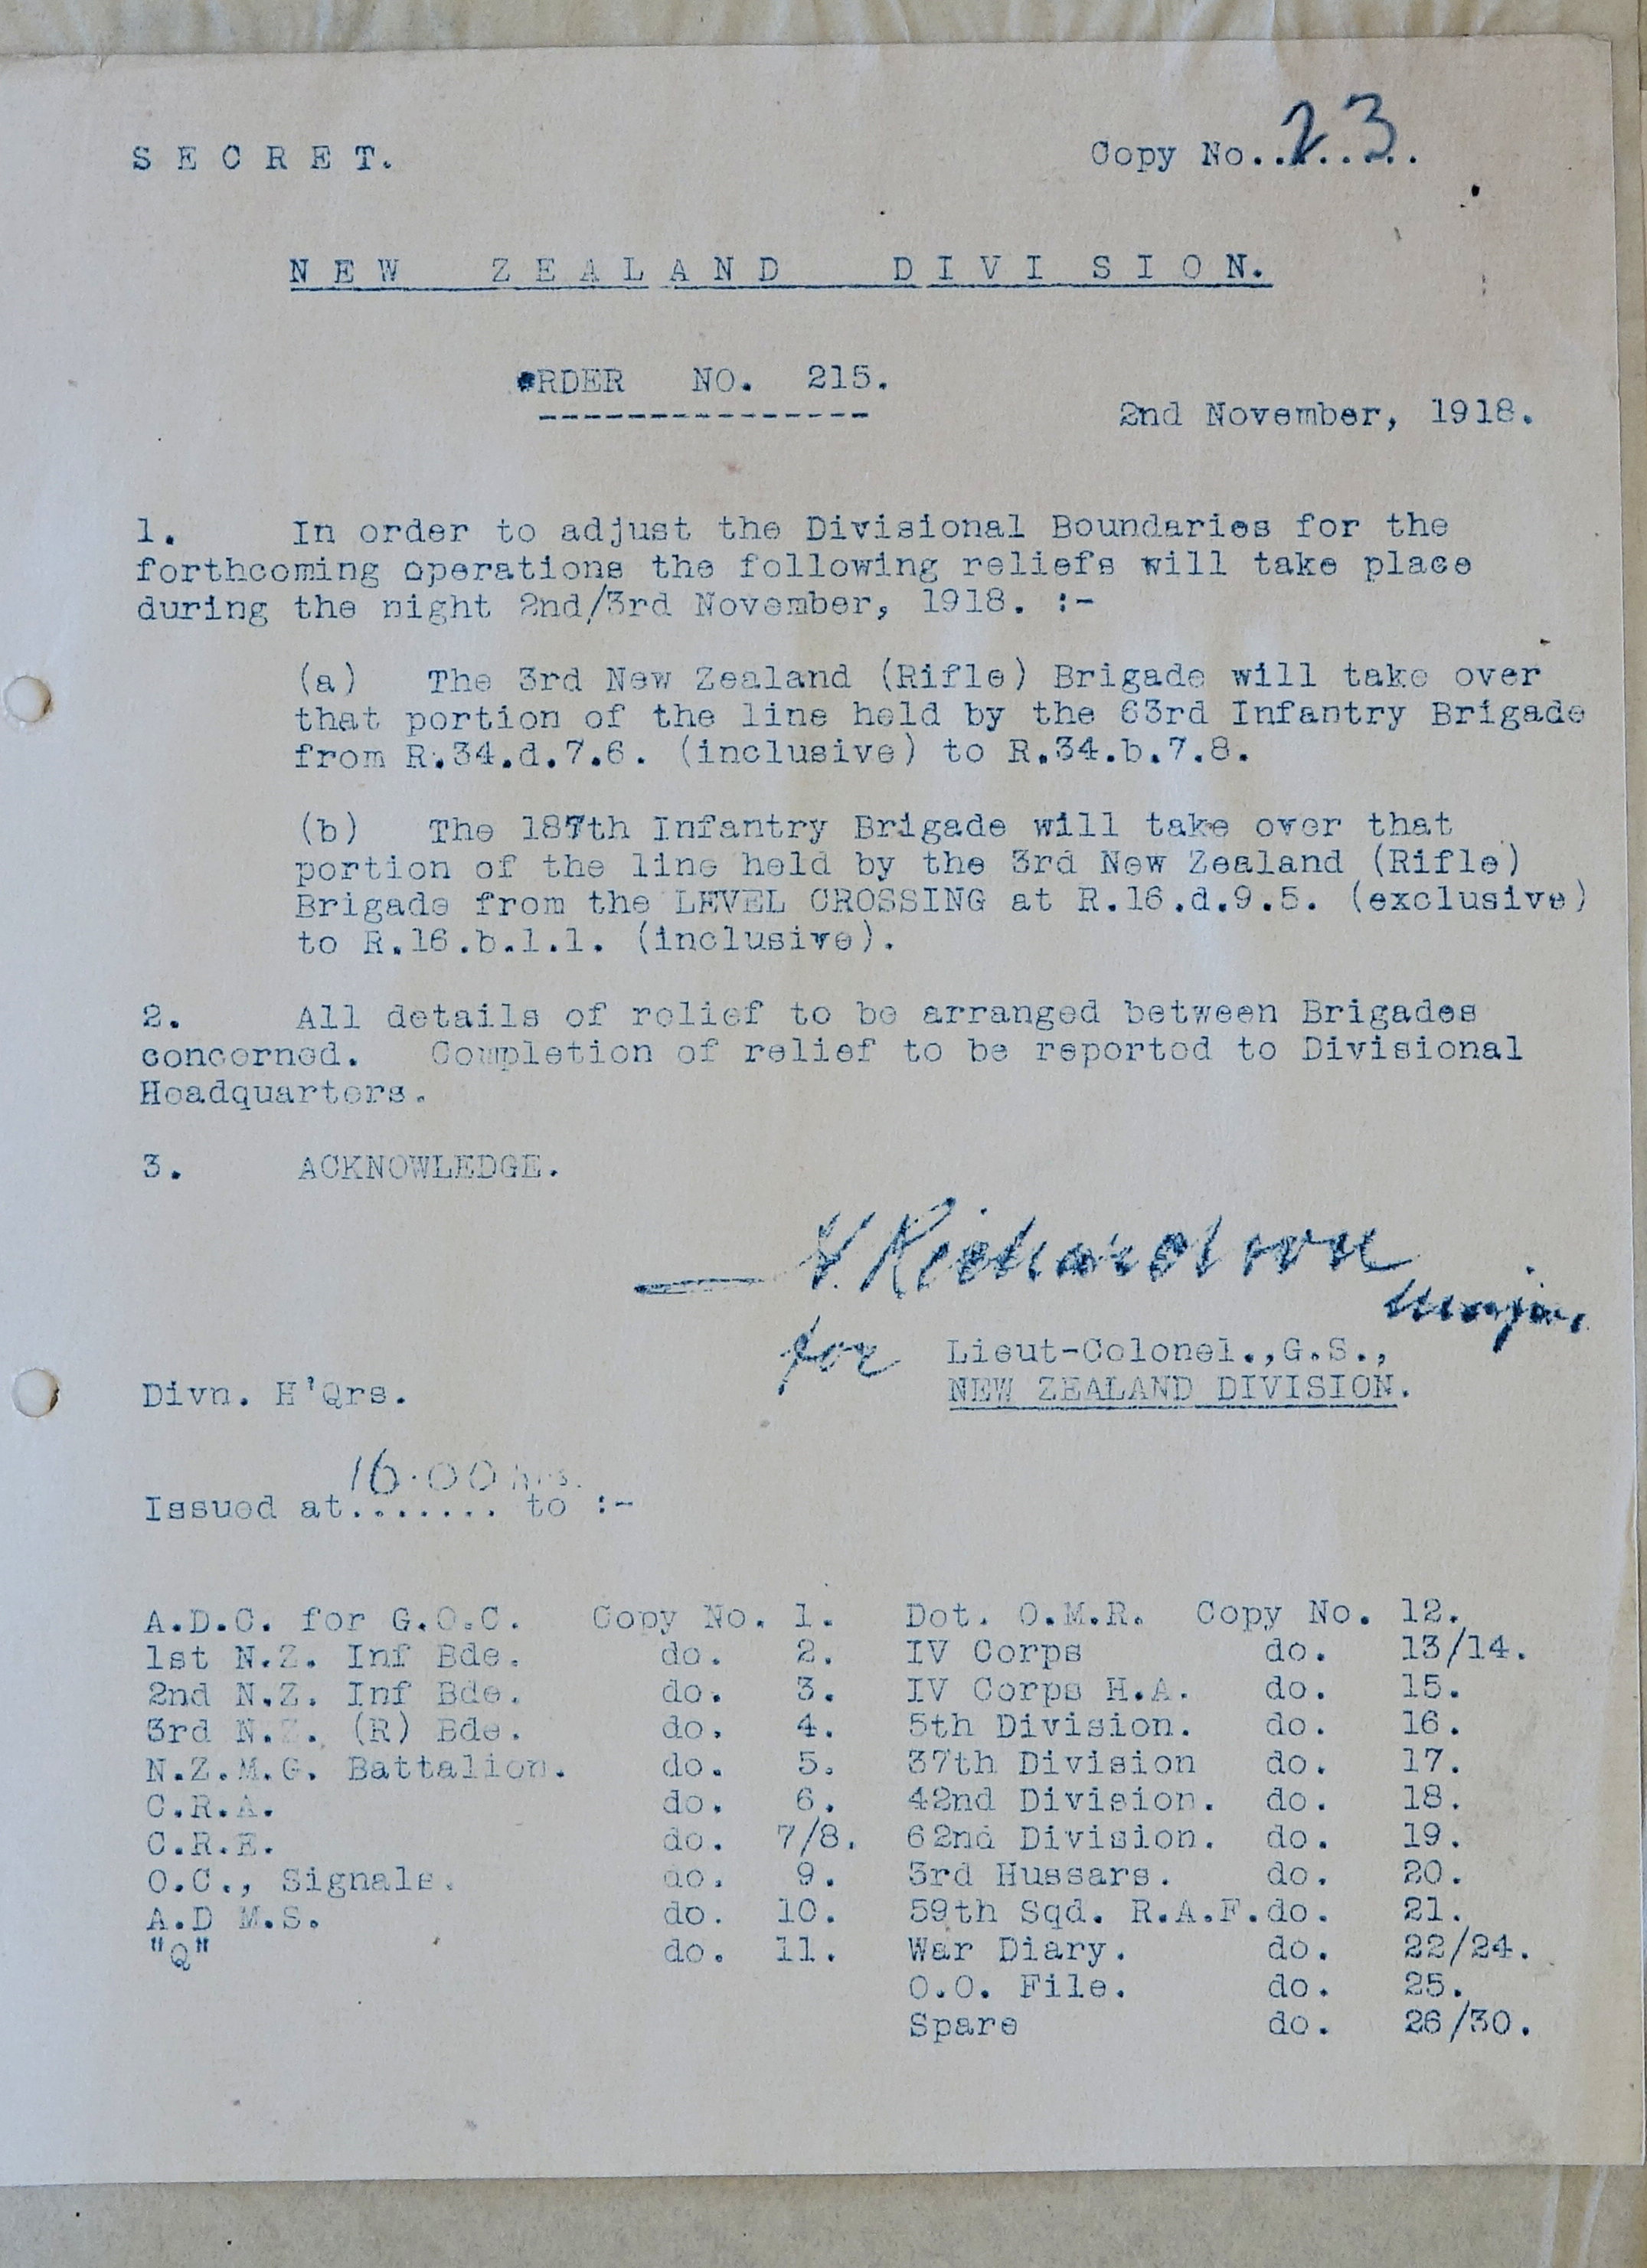 SECRET.
Copy No..23....
NEW ZEALAND DIVISION.
ORDER NO. 215.
2nd November, 1918.
1. In order to adjust the Divisional Boundaries for the
forthcoming operations the following reliefs will take place
during the night 2nd/3rd November, 1918. :-
(a) The 3rd New Zealand (Rifle) Brigade will take over
that portion of the line held by the 63rd Infantry Brigade
from R.34.d.7.6. (inclusive) to R.34.b.7.8.
(b) The 187th Infantry Brigade will take over that
portion of the line held by the 3rd New Zealand (Rifle)
Brigade from the LEVEL CROSSING at R.16.d.9.5. (exclusive)
to R.16.b.1.1. (inclusive).
2. All details of relief to be arranged between Brigades
concerned. Completion of relief to be reported to Divisional
Headquarters.
3. ACKNOWLEDGE.
Richardson
Major,
for Lieut-Colonel.,G.S.,
NEW ZEALAND DIVISION.
Divn. H'Qrs.
16.00 hrs.
Issued at....... to :-
A.D.C. for G.O.C. Copy No. 1. Det. O.M.R. Copy No. 12.
1st N.Z. Inf Bde. do. 2. IV Corps do. 13/14.
2nd N.Z. Inf Bde. do. 3. IV Corps H.A. do. 15.
3rd N.Z. (R) Bde. do. 4. 5th Division. do. 16.
N.Z.M.G. Battalion. do. 5. 37th Division do. 17.
C.R.A. do. 6. 42nd Division. do. 18.
C.R.E. do. 7/8. 62nd Division. do. 19.
O.C., Signals. do. 9. 3rd Hussars. do. 20.
A.D M.S. do. 10. 59th Sqd. R.A.F.do. 21.
"Q" do. 11. War Diary. do. 22/24.
O.O. File. do. 25.
Spare do. 26/30.